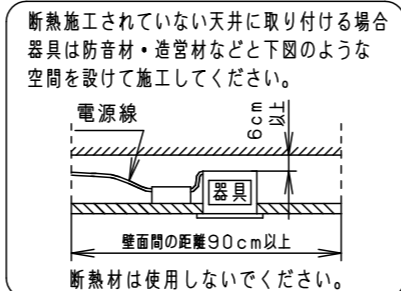 断熱施工されていない天井に取り付ける場合
器具は防音材・造営材などと下図のような
空間を設けて施工してください。
電源線
6cm
以上
器具
壁面間の距離90cm以上
断熱材は使用しないでください。